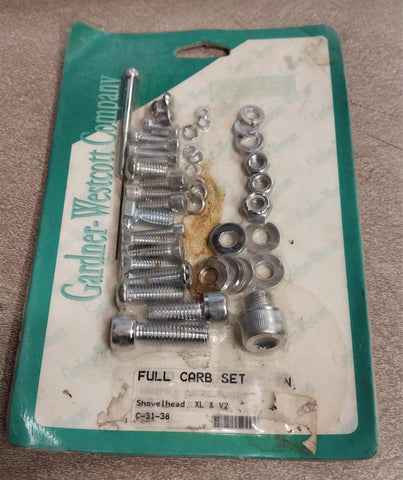 Gardner-Westcott Company
FULL CARB SET
Shovelhead, XL & V2
C-31-38